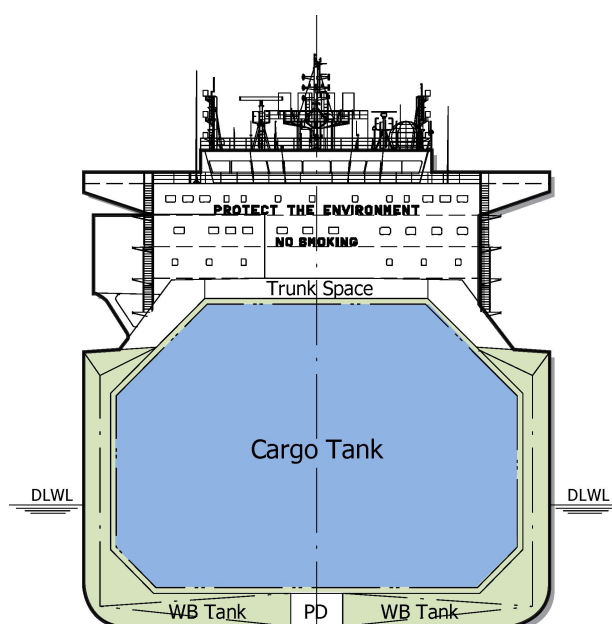 PROTECT THE ENVIRONMENT
NO SMOKING
Trunk Space
Cargo Tank
DLWL DLWL
WB Tank PD WB Tank